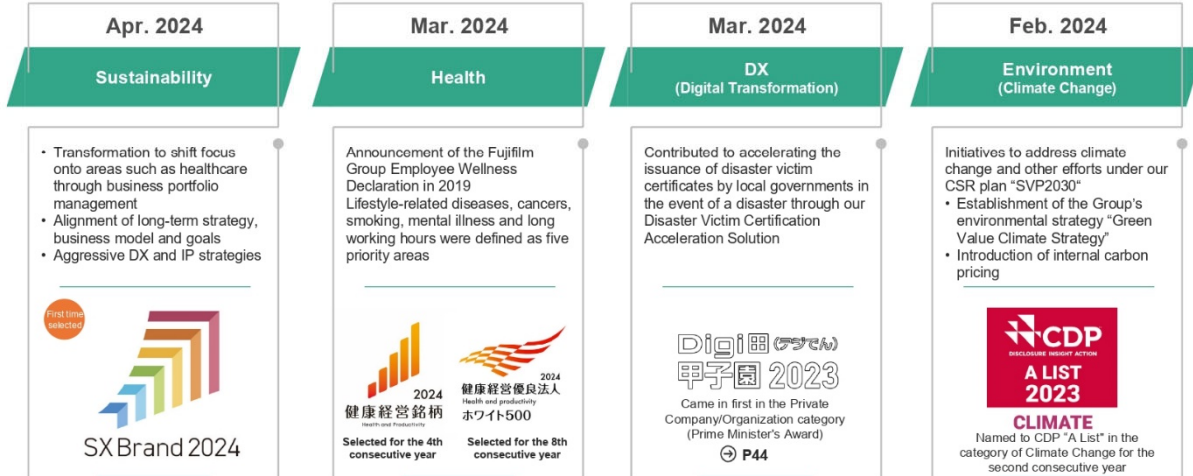 Apr. 2024
Sustainability
• Transformation to shift focus
onto areas such as healthcare
through business portfolio
management
• Alignment of long-term strategy,
business model and goals
• Aggressive DX and IP strategies
First time
selected
SX Brand 2024
Mar. 2024
Health
Announcement of the Fujifilm
Group Employee Wellness
Declaration in 2019
Lifestyle-related diseases, cancers,
smoking, mental illness and long
working hours were defined as five
priority areas
2024
健康経営銘柄
Health and Productivity
Selected for the 4th
consecutive year
2024
健康経営優良法人
Health and productivity
ホワイト500
Selected for the 8th
consecutive year
Mar. 2024
DX
(Digital Transformation)
Contributed to accelerating the
issuance of disaster victim
certificates by local governments in
the event of a disaster through our
Disaster Victim Certification
Acceleration Solution
Digi田(デジでん)
甲子園 2023
Came in first in the Private
Company/Organization category
(Prime Minister's Award)
P44
Feb. 2024
Environment
(Climate Change)
Initiatives to address climate
change and other efforts under our
CSR plan “SVP2030“
• Establishment of the Group's
environmental strategy “Green
Value Climate Strategy”
• Introduction of internal carbon
pricing
CDP
DISCLOSURE INSIGHT ACTION
A LIST
2023
CLIMATE
Named to CDP "A List" in the
category of Climate Change for the
second consecutive year